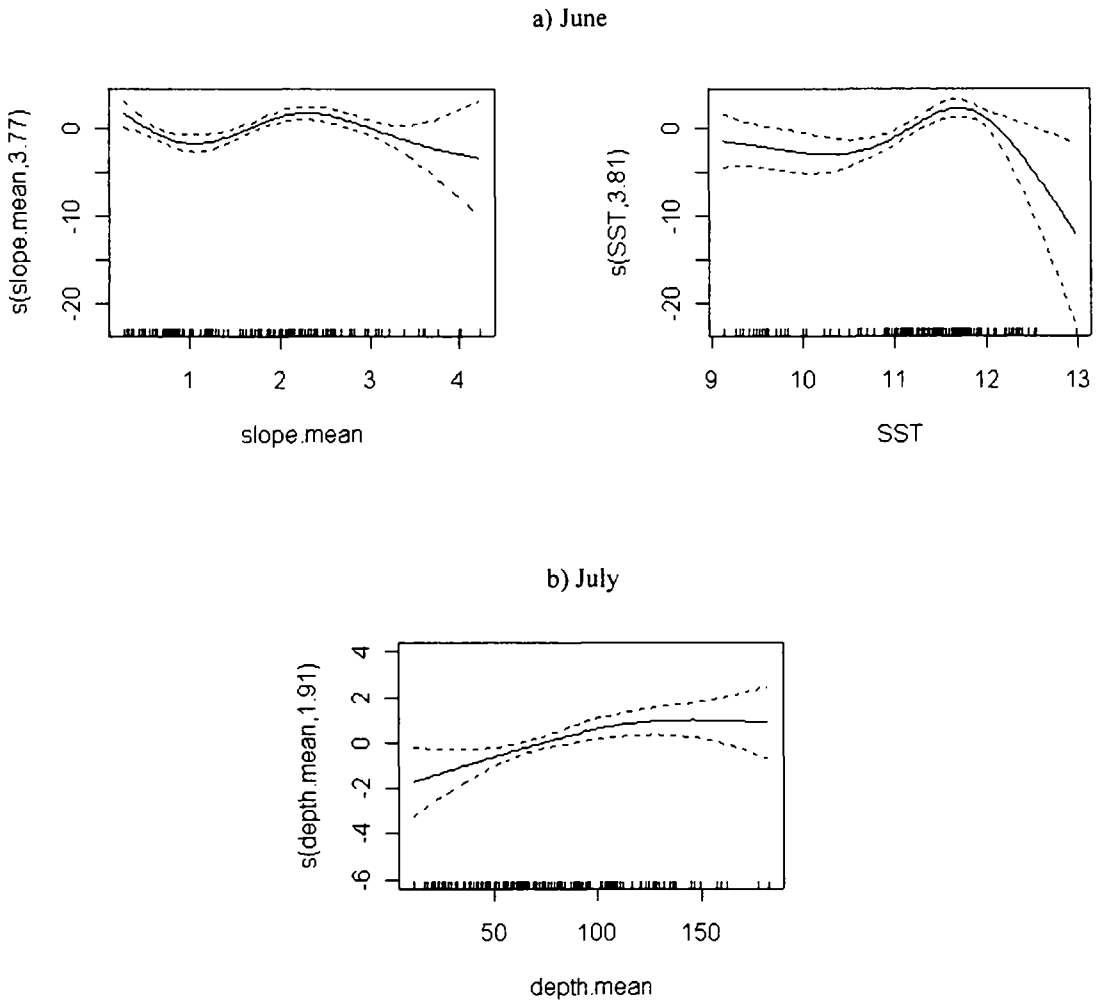 a) June
s(slope.mean,3.77)
0
-10
-20
1 2 3 4
slope.mean
s(SST,3.81)
0
-10
-20
9 10 11 12 13
SST
b) July
s(depth.mean,1.91)
4
2
0
-2
-4
-6
50 100 150
depth.mean